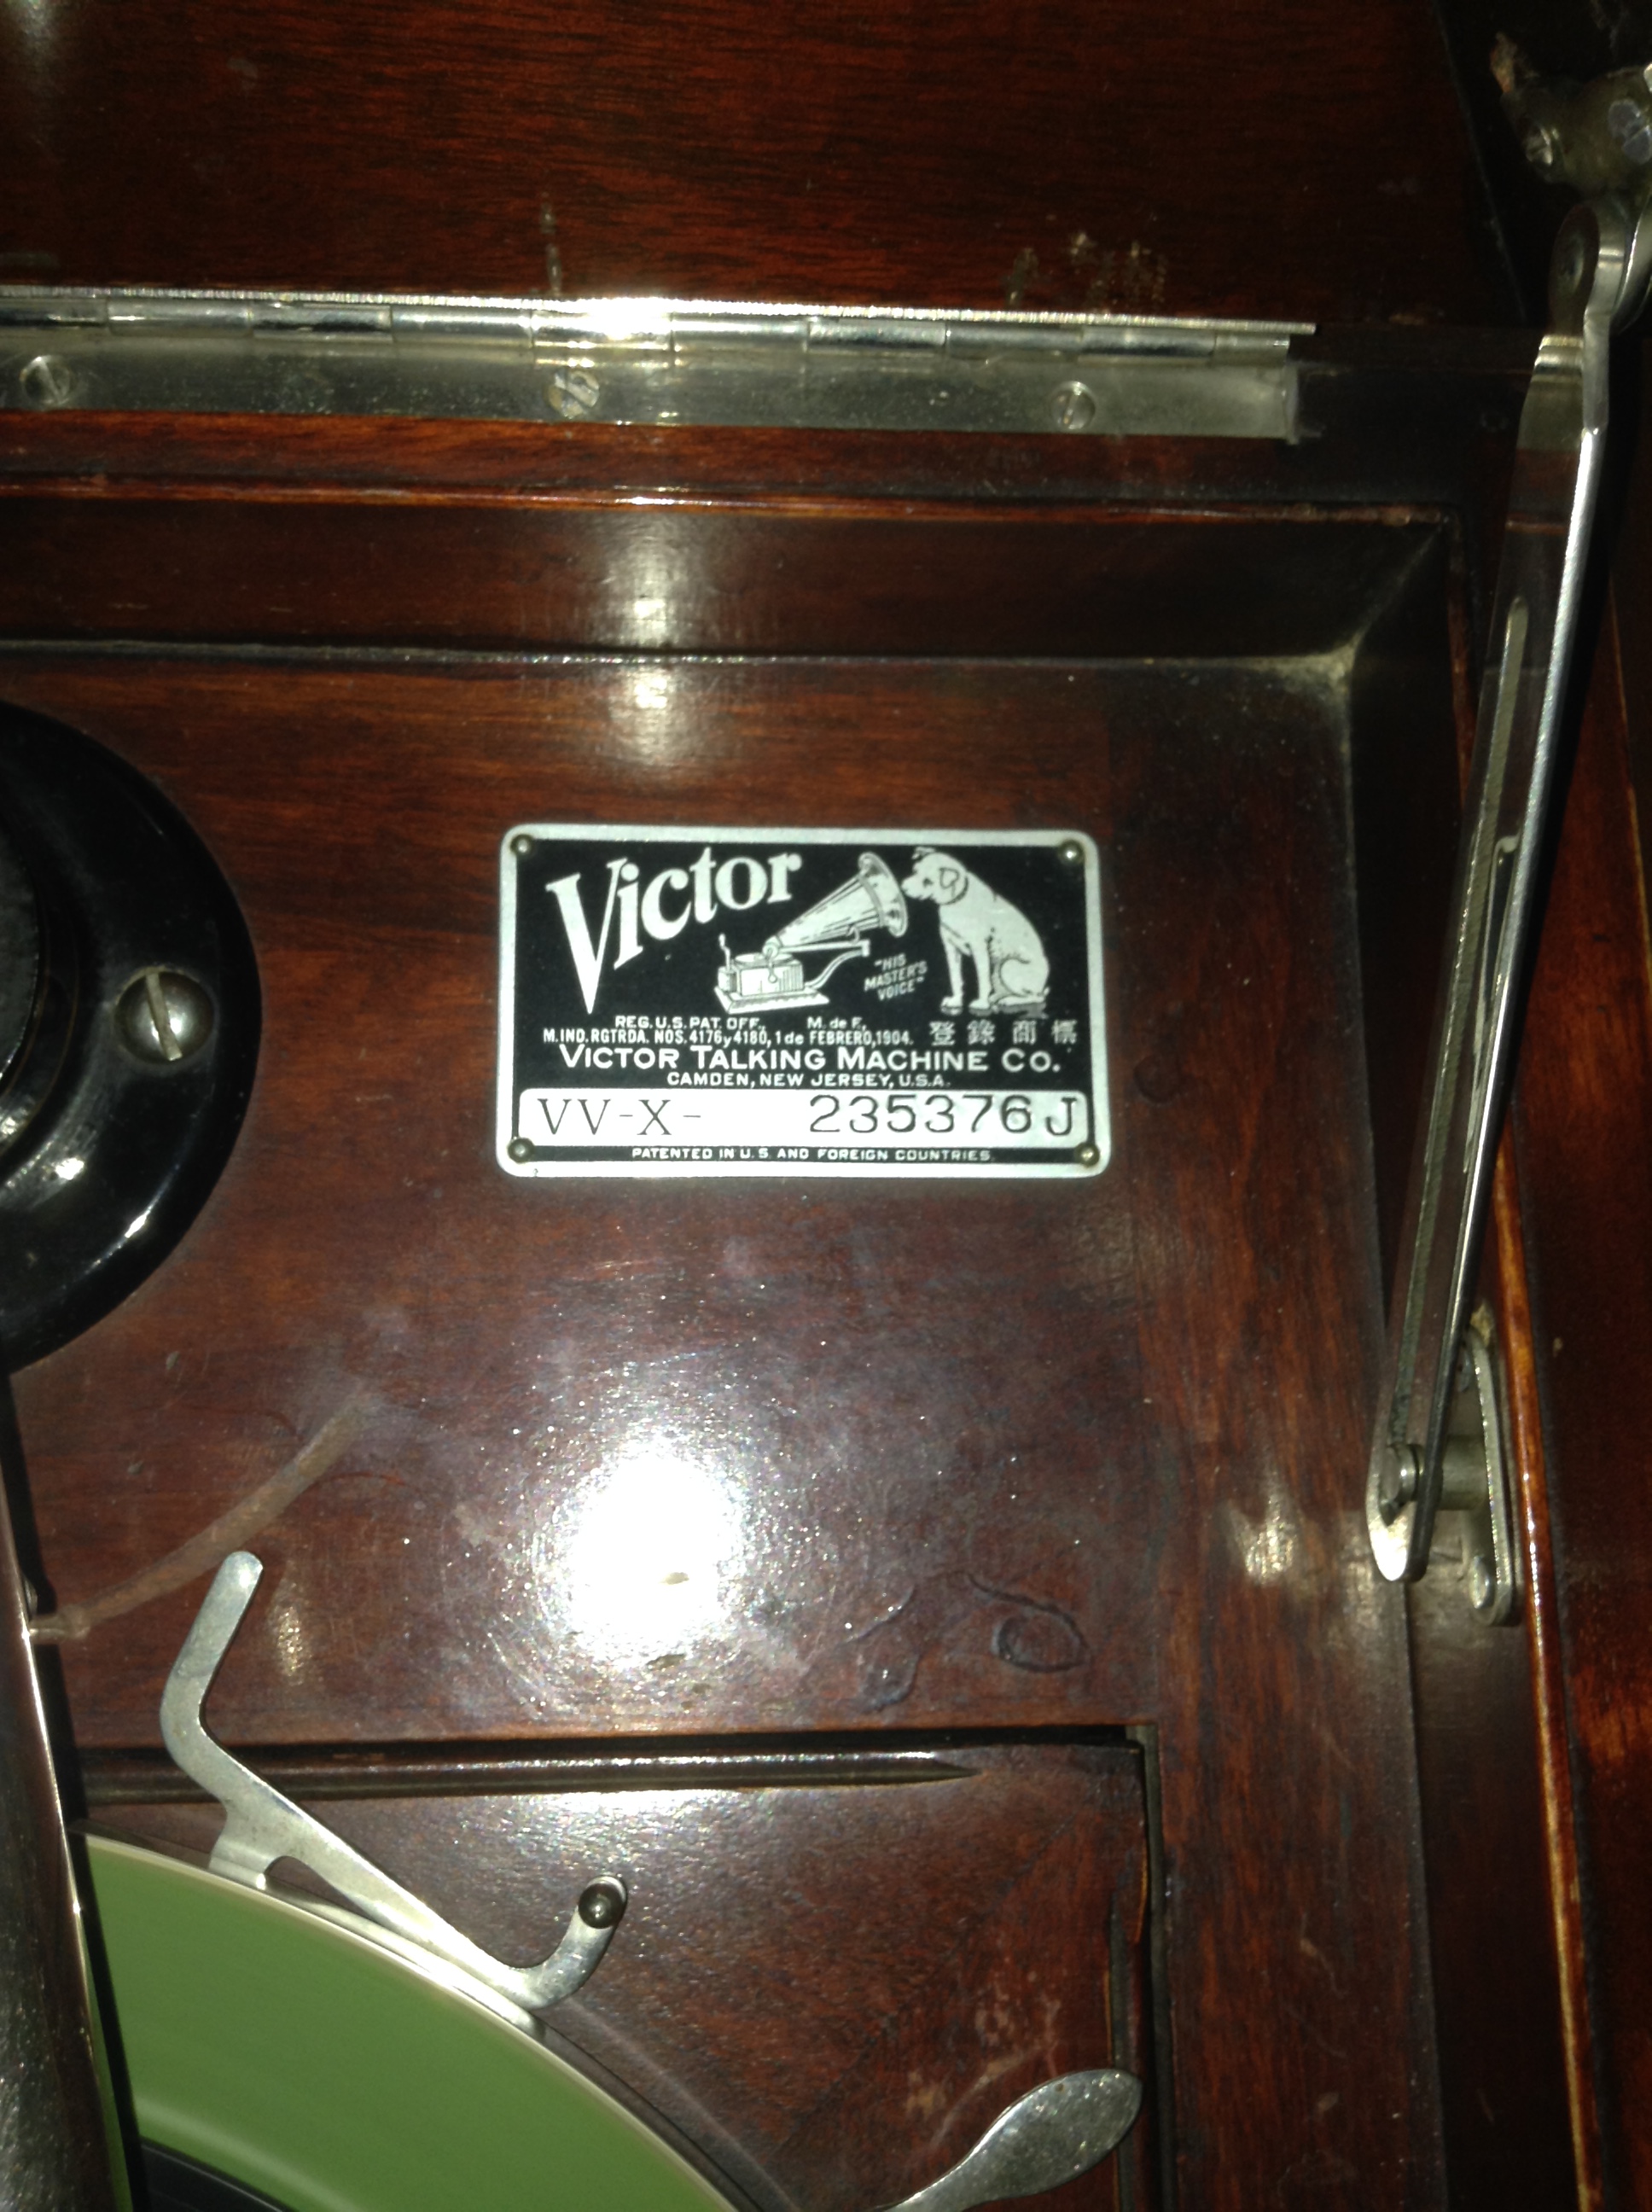 Victor
"HIS
MASTER'S
VOICE"
REG. U.S. PAT. OFF. M. de F.
M. IND. RGTRDA. NOS. 4176 y 4180, 1 de FEBRERO, 1904. 登錄商標
VICTOR TALKING MACHINE CO.
CAMDEN, NEW JERSEY, U.S.A.
VV-X- 235376 J
PATENTED IN U.S. AND FOREIGN COUNTRIES.